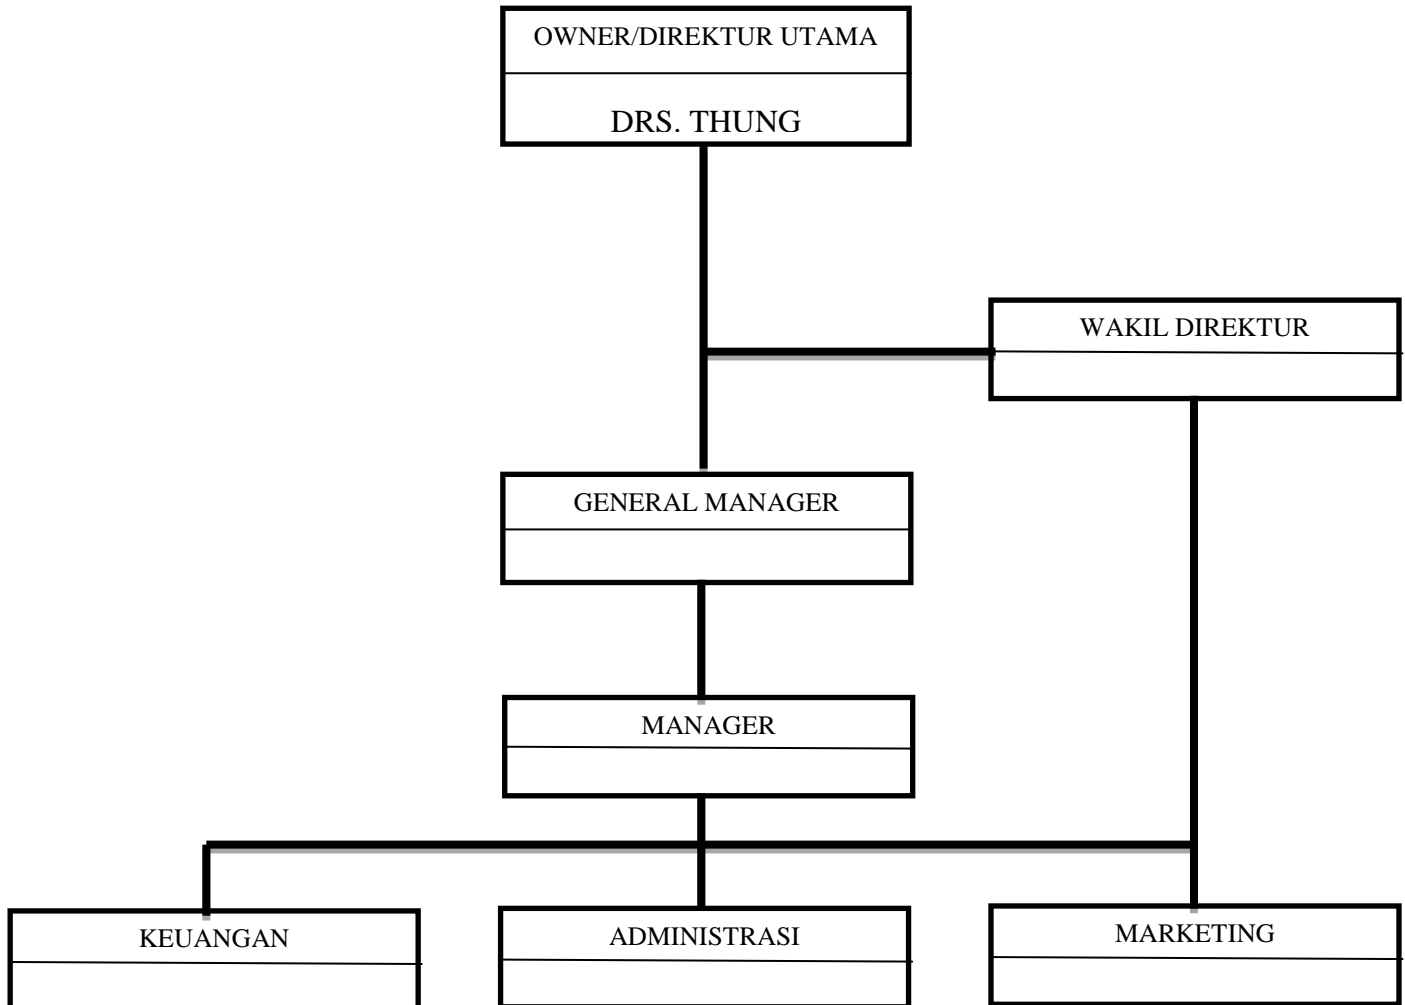 OWNER/DIREKTUR UTAMA
DRS. THUNG
WAKIL DIREKTUR
GENERAL MANAGER
MANAGER
KEUANGAN
ADMINISTRASI
MARKETING